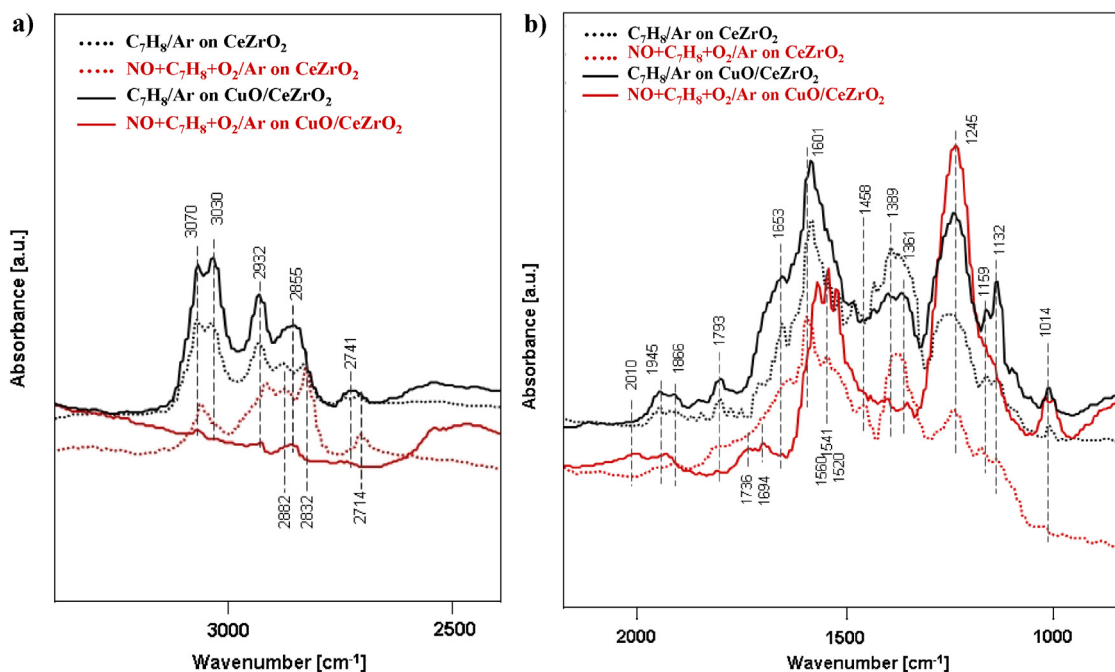 a)
C₇H₈/Ar on CeZrO₂
NO+C₇H₈+O₂/Ar on CeZrO₂
C₇H₈/Ar on CuO/CeZrO₂
NO+C₇H₈+O₂/Ar on CuO/CeZrO₂
3070
3030
2932
2855
2741
2882
2832
2714
Absorbance [a.u.]
3000
2500
Wavenumber [cm⁻¹]
b)
C₇H₈/Ar on CeZrO₂
NO+C₇H₈+O₂/Ar on CeZrO₂
C₇H₈/Ar on CuO/CeZrO₂
NO+C₇H₈+O₂/Ar on CuO/CeZrO₂
2010
1945
1866
1793
1653
1601
1458
1389
1361
1245
1159
1132
1014
1736
1694
1560
1541
1520
Absorbance [a.u.]
2000
1500
1000
Wavenumber [cm⁻¹]